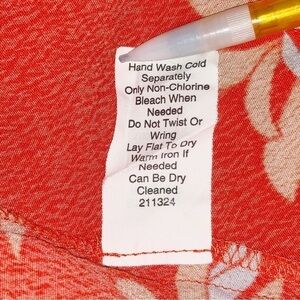 Hand Wash Cold
Separately
Only Non-Chlorine
Bleach When
Needed
Do Not Twist Or
Wring
Lay Flat To Dry
Warm Iron If
Needed
Can Be Dry
Cleaned
211324